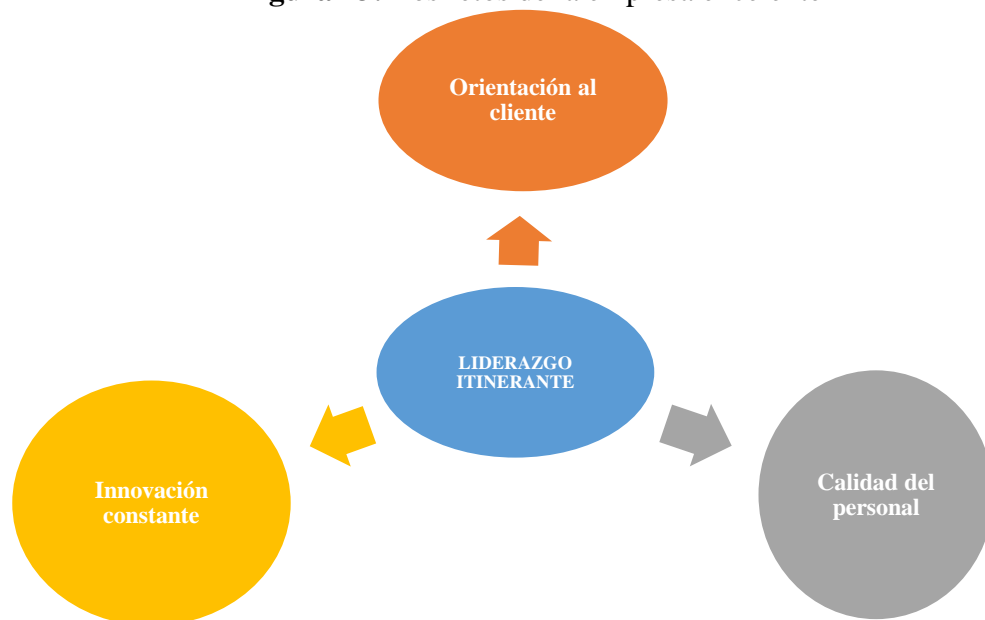 Orientación al
cliente
LIDERAZGO
ITINERANTE
Innovación
constante
Calidad del
personal